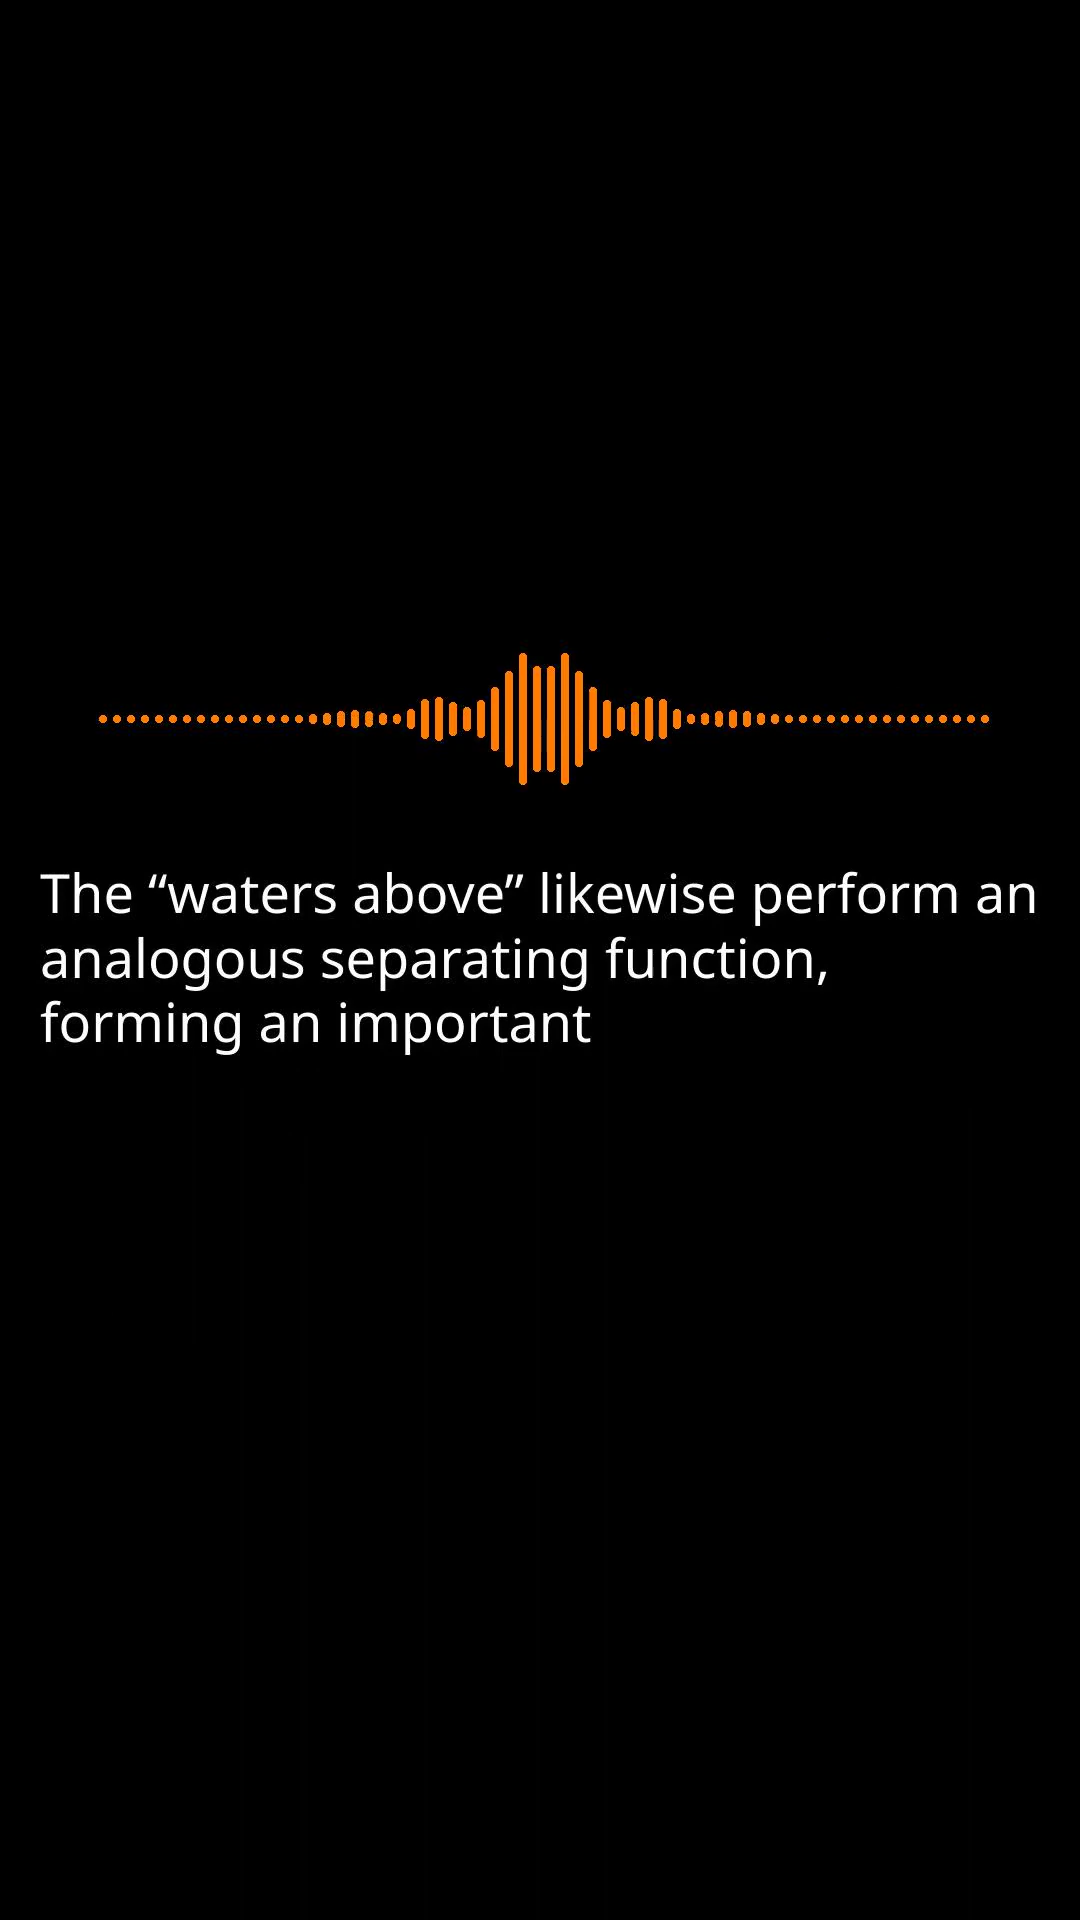 The “waters above” likewise perform an
analogous separating function,
forming an important